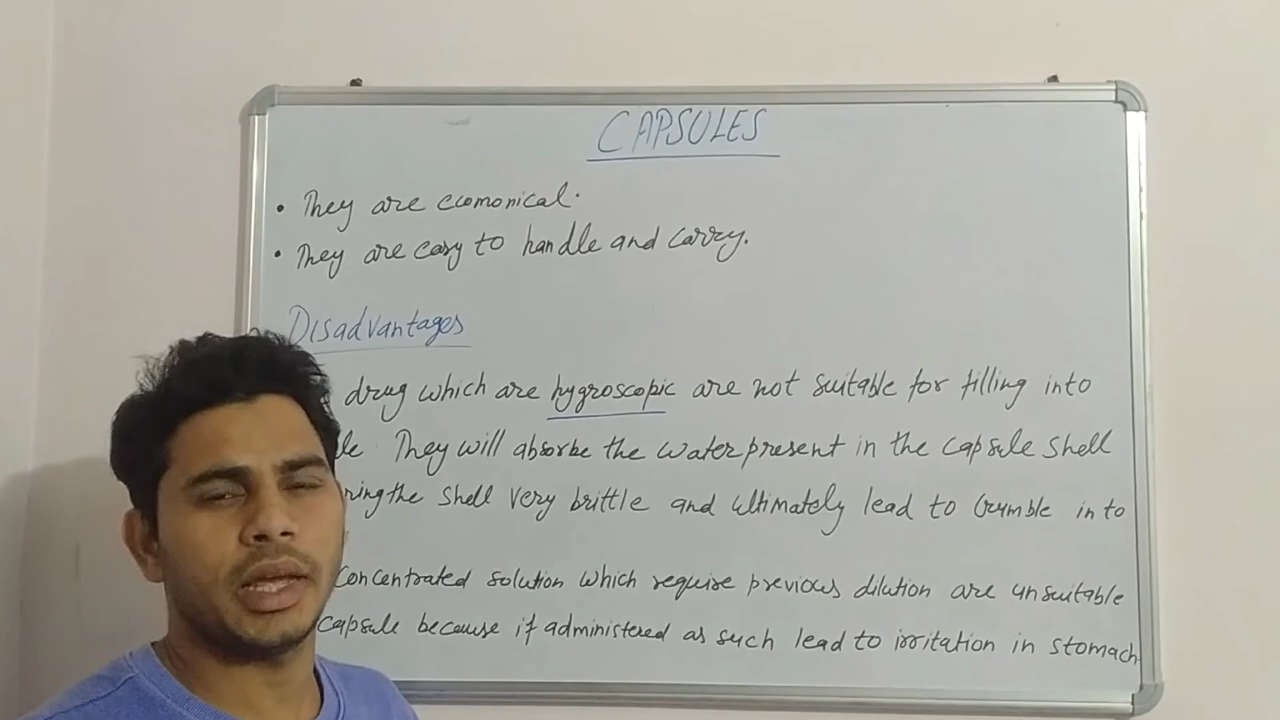 CAPSULES
• They are ecomonical.
• They are easy to handle and carry.
Disadvantages
drug which are hygroscopic are not suitable for filling into
They will absorbe the water present in the capsule shell
the shell very brittle and ultimately lead to crumble in to
Concentrated solution which require previous dilution are unsuitable
capsule because if administered as such lead to irritation in stomach